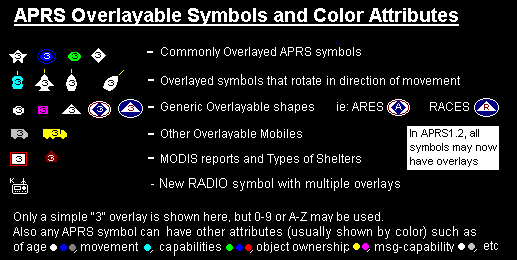 APRS Overlayable Symbols and Color Attributes
3 3 3 3 - Commonly Overlayed APRS symbols
3 3 3 3 - Overlayed symbols that rotate in direction of movement
3 3 3 3 3 - Generic Overlayable shapes ie: ARES A RACES R
3 3 - Other Overlayable Mobiles
In APRS1.2, all
symbols may now
have overlays
3 3 - MODIS reports and Types of Shelters
K - New RADIO symbol with multiple overlays
Only a simple "3" overlay is shown here, but 0-9 or A-Z may be used.
Also any APRS symbol can have other attributes (usually shown by color) such as
of age , movement , capabilities , object ownership , msg-capability , etc